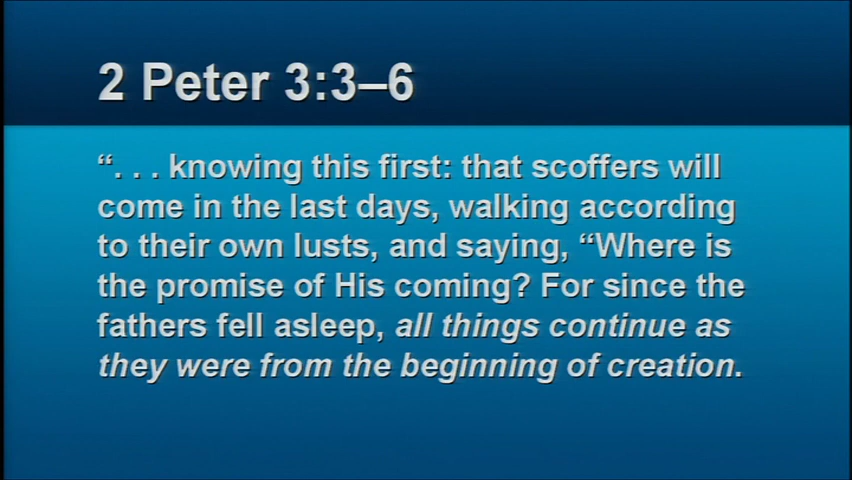 2 Peter 3:3–6
“. . . knowing this first: that scoffers will
come in the last days, walking according
to their own lusts, and saying, “Where is
the promise of His coming? For since the
fathers fell asleep, all things continue as
they were from the beginning of creation.